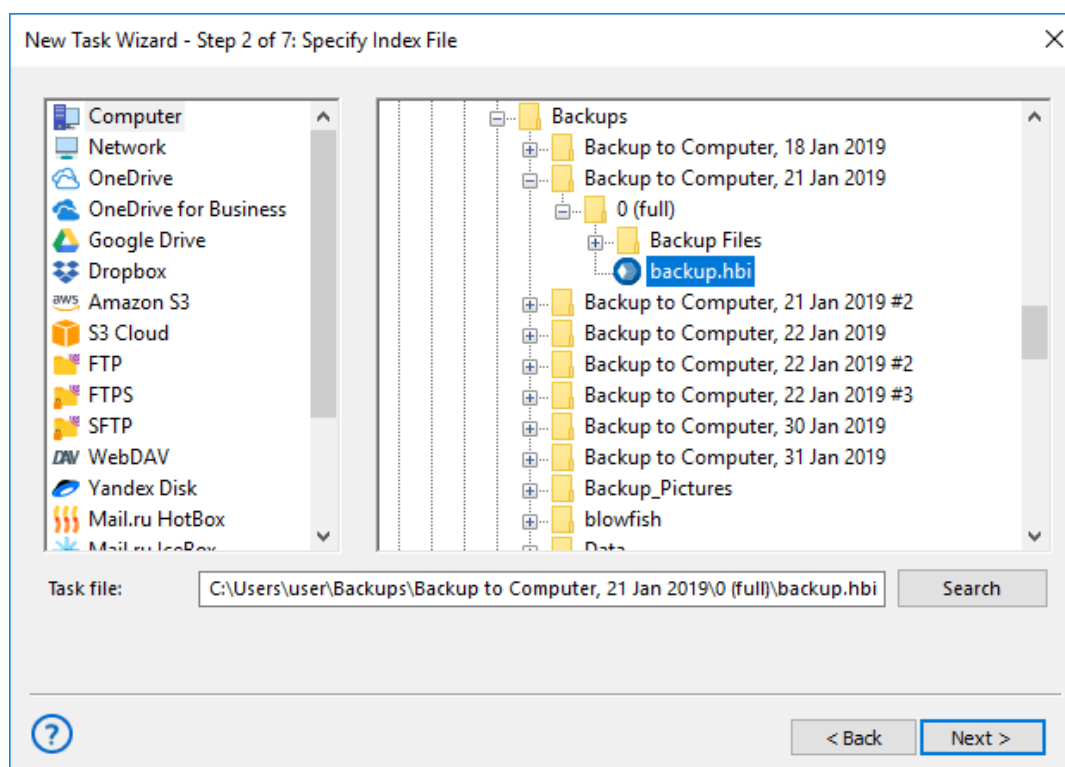 New Task Wizard - Step 2 of 7: Specify Index File
Computer
Network
OneDrive
OneDrive for Business
Google Drive
Dropbox
aws Amazon S3
S3 Cloud
FTP
FTPS
SFTP
DAV WebDAV
Yandex Disk
Mail.ru HotBox
Mail.ru IceBox
Backups
Backup to Computer, 18 Jan 2019
Backup to Computer, 21 Jan 2019
0 (full)
Backup Files
backup.hbi
Backup to Computer, 21 Jan 2019 #2
Backup to Computer, 22 Jan 2019
Backup to Computer, 22 Jan 2019 #2
Backup to Computer, 22 Jan 2019 #3
Backup to Computer, 30 Jan 2019
Backup to Computer, 31 Jan 2019
Backup_Pictures
blowfish
Data
Task file:
C:\Users\user\Backups\Backup to Computer, 21 Jan 2019\0 (full)\backup.hbi
Search
?
< Back
Next >